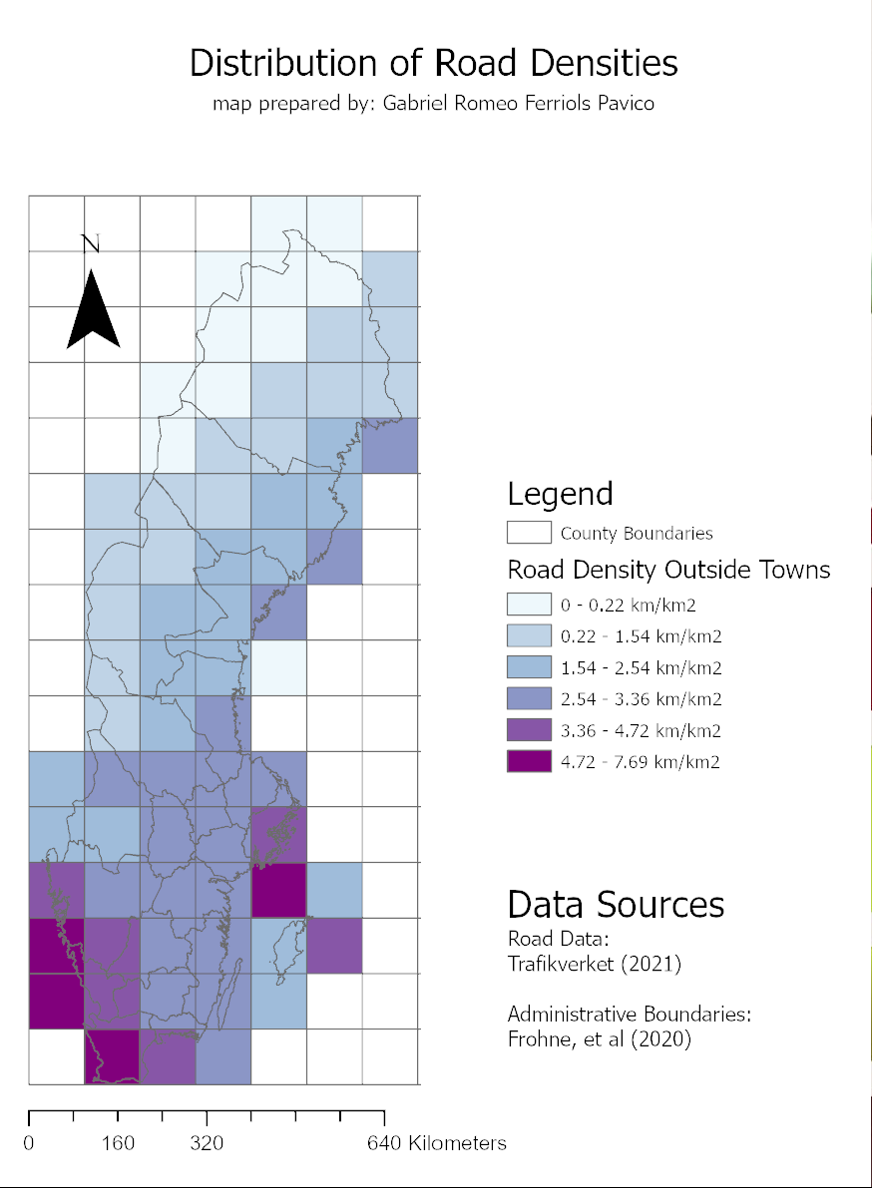 Distribution of Road Densities
map prepared by: Gabriel Romeo Ferriols Pavico
N
Legend
County Boundaries
Road Density Outside Towns
0 - 0.22 km/km2
0.22 - 1.54 km/km2
1.54 - 2.54 km/km2
2.54 - 3.36 km/km2
3.36 - 4.72 km/km2
4.72 - 7.69 km/km2
Data Sources
Road Data:
Trafikverket (2021)
Administrative Boundaries:
Frohne, et al (2020)
0 160 320 640 Kilometers